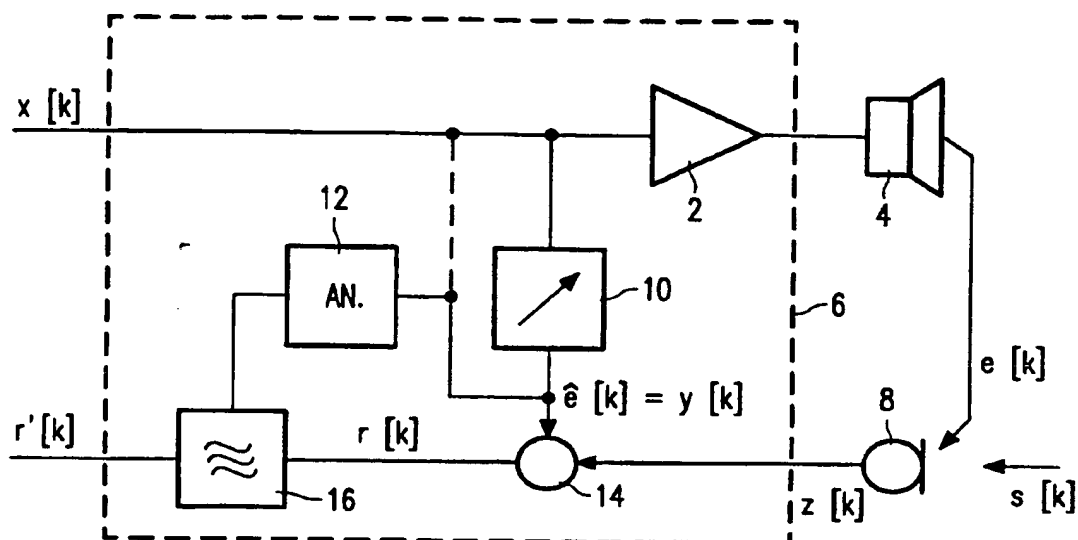 x [k]
2
4
12
AN.
10
6
e [k]
ê [k] = y [k]
8
r' [k]
r [k]
16
14
z [k]
s [k]